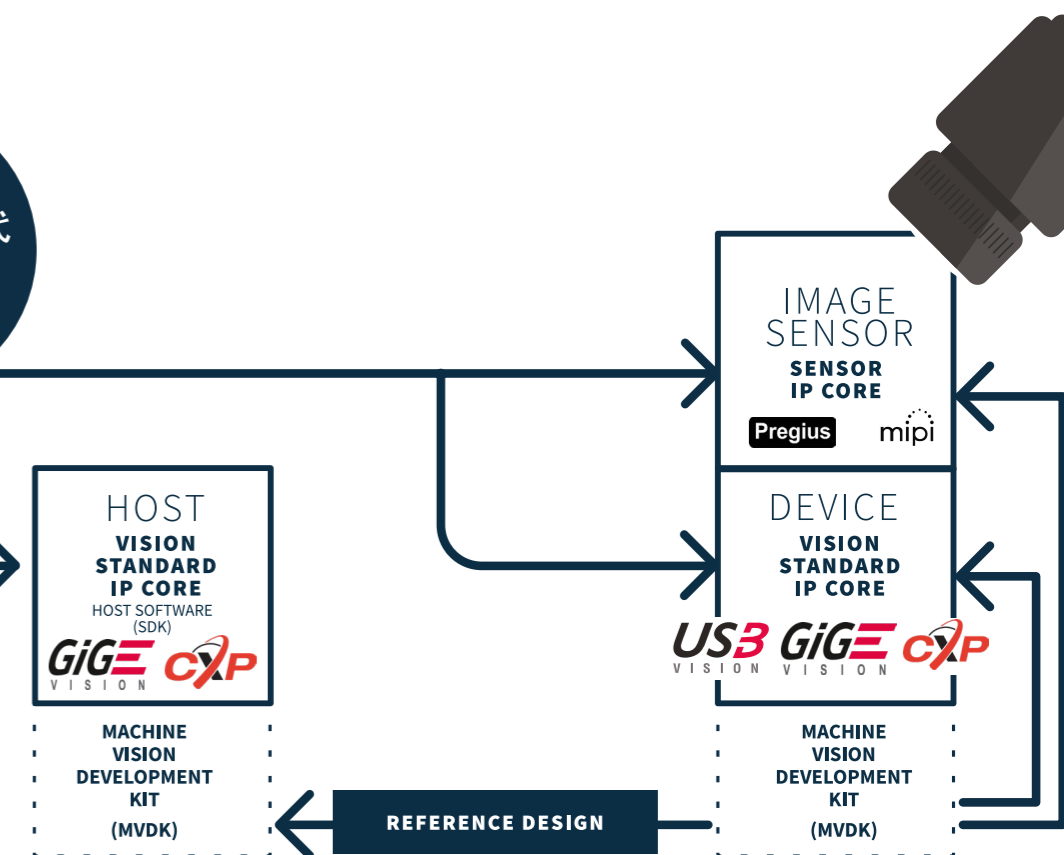 IMAGE
SENSOR
SENSOR
IP CORE
Pregius mipi
HOST
VISION
STANDARD
IP CORE
HOST SOFTWARE
(SDK)
GiGE VISION CXP
DEVICE
VISION
STANDARD
IP CORE
USB VISION GiGE VISION CXP
MACHINE
VISION
DEVELOPMENT
KIT
(MVDK)
REFERENCE DESIGN
MACHINE
VISION
DEVELOPMENT
KIT
(MVDK)